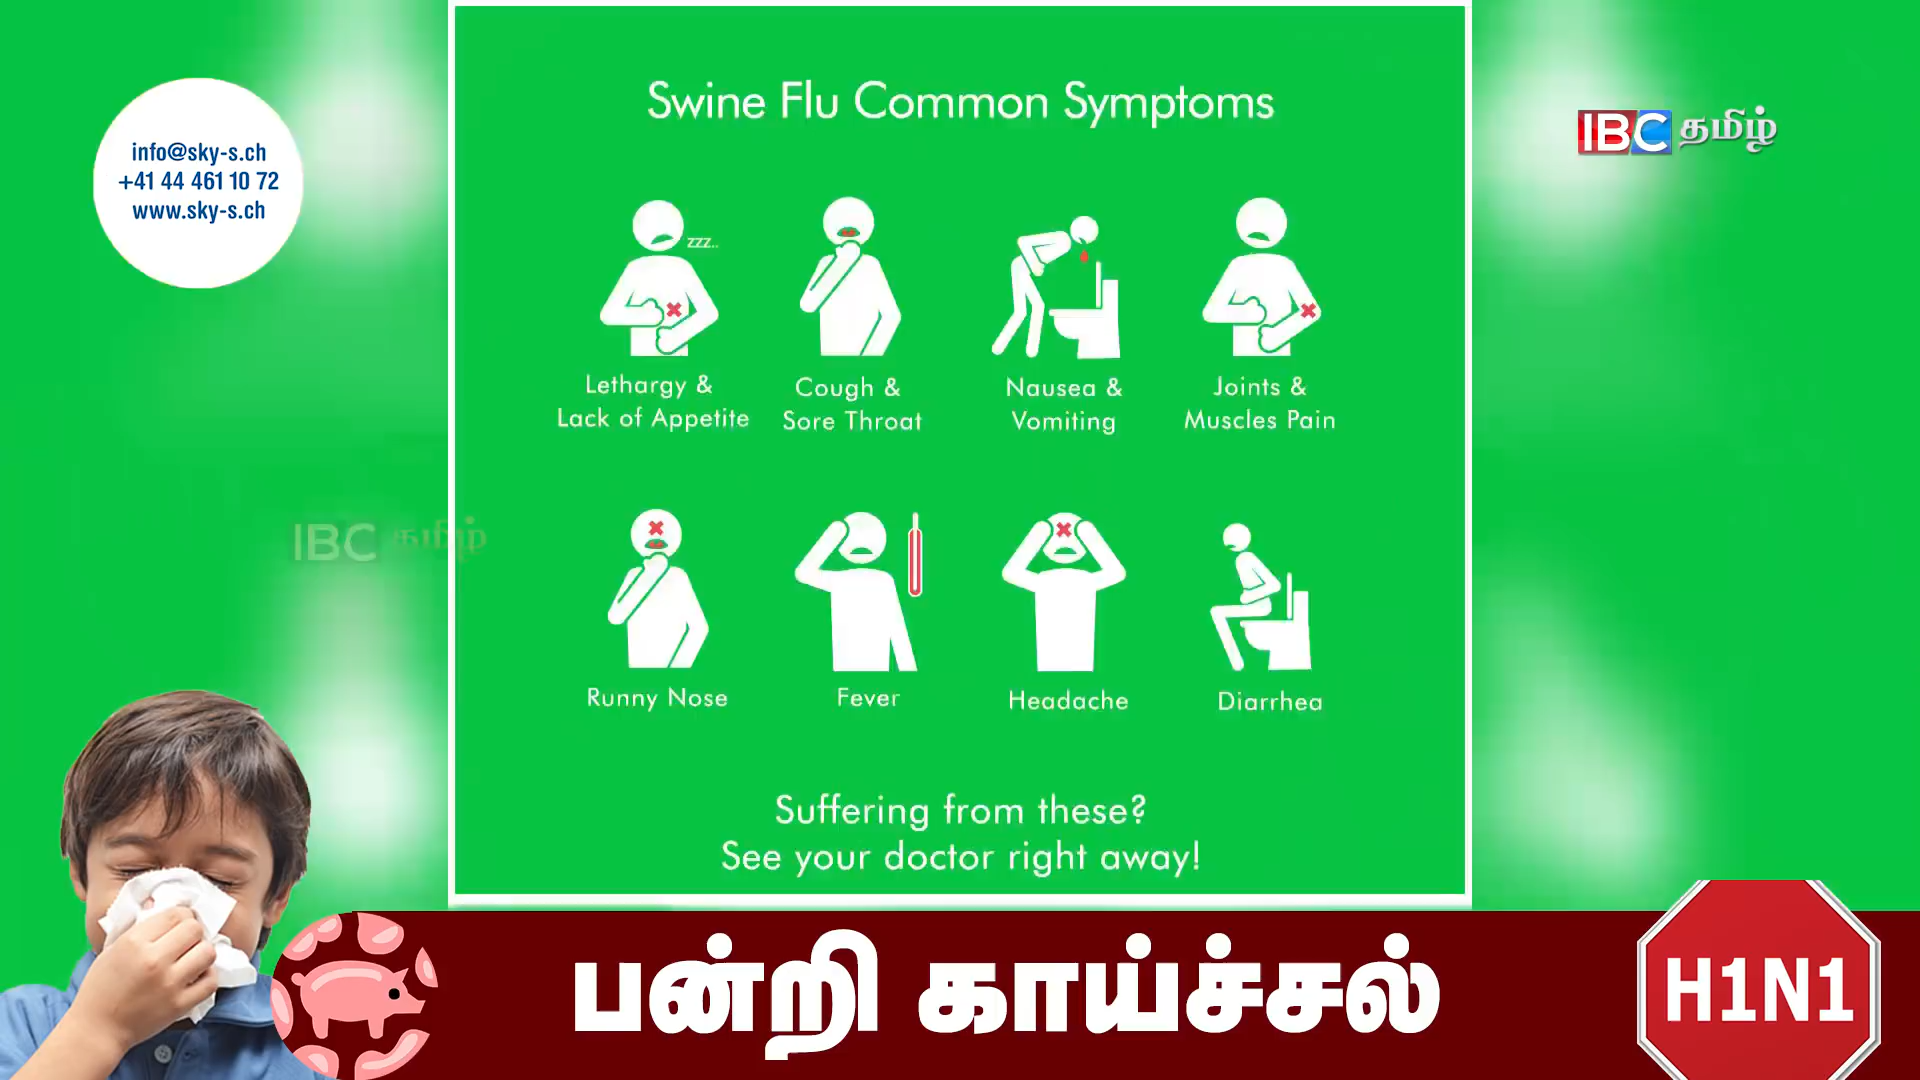 Swine Flu Common Symptoms
info@sky-s.ch
+41 44 461 10 72
www.sky-s.ch
IBC தமிழ்
zzz..
Lethargy &
Lack of Appetite
Cough &
Sore Throat
Nausea &
Vomiting
Joints &
Muscles Pain
IBC தமிழ்
Runny Nose
Fever
Headache
Diarrhea
Suffering from these?
See your doctor right away!
பன்றி காய்ச்சல்
H1N1